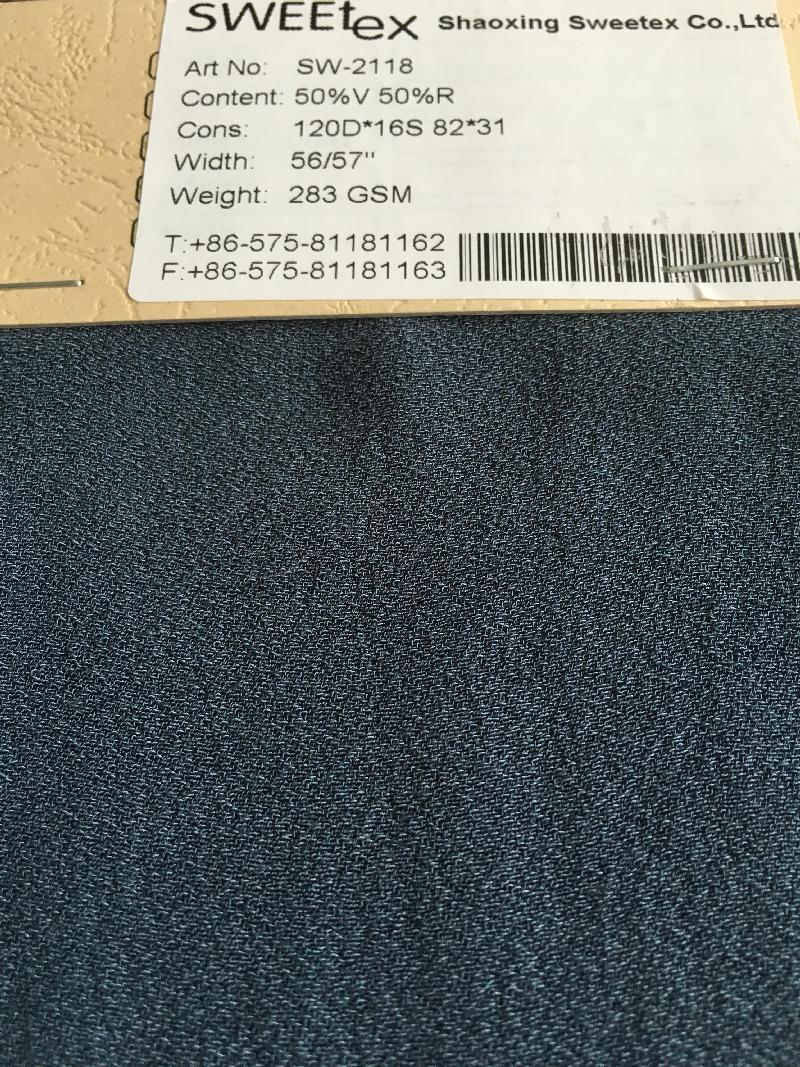 SWEEtex Shaoxing Sweetex Co.,Ltd.
Art No: SW-2118
Content: 50%V 50%R
Cons: 120D*16S 82*31
Width: 56/57"
Weight: 283 GSM
T:+86-575-81181162
F:+86-575-81181163